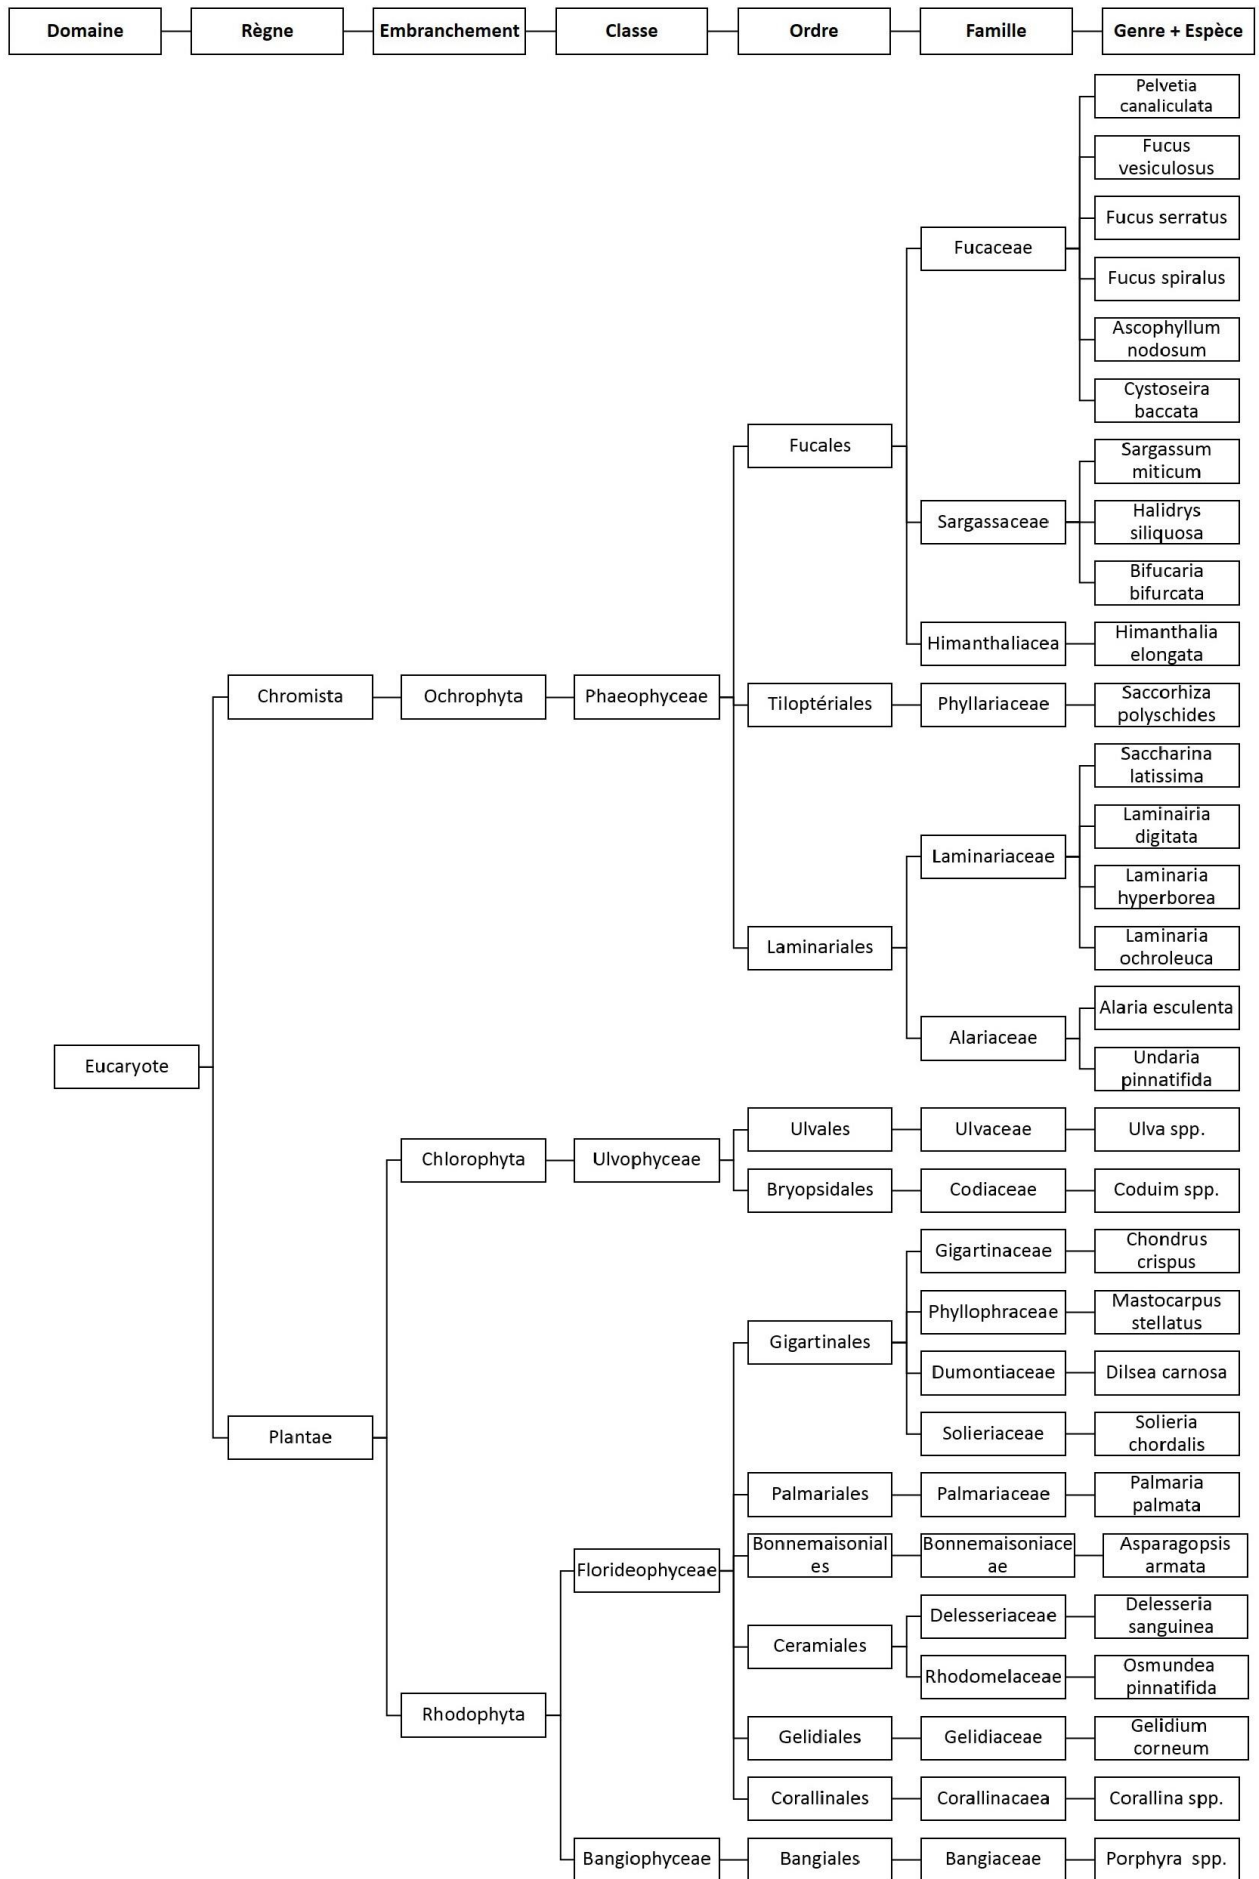 Domaine
Règne
Embranchement
Classe
Ordre
Famille
Genre + Espèce
Pelvetia
canaliculata
Fucus
vesiculosus
Fucus serratus
Fucaceae
Fucus spiralus
Ascophyllum
nodosum
Cystoseira
baccata
Fucales
Sargassum
miticum
Sargassaceae
Halidrys
siliquosa
Bifucaria
bifurcata
Himanthaliacea
Himanthalia
elongata
Chromista
Ochrophyta
Phaeophyceae
Tiloptériales
Phyllariaceae
Saccorhiza
polyschides
Saccharina
latissima
Laminairia
digitata
Laminariaceae
Laminaria
hyperborea
Laminariales
Laminaria
ochroleuca
Alaria esculenta
Alariaceae
Undaria
pinnatifida
Eucaryote
Ulvales
Ulvaceae
Ulva spp.
Chlorophyta
Ulvophyceae
Bryopsidales
Codiaceae
Coduim spp.
Gigartinaceae
Chondrus
crispus
Phyllophraceae
Mastocarpus
stellatus
Gigartinales
Dumontiaceae
Dilsea carnosa
Solieriaceae
Solieria
chordalis
Plantae
Palmariales
Palmariaceae
Palmaria
palmata
Bonnemaisonial
es
Bonnemaisoniace
ae
Asparagopsis
armata
Florideophyceae
Delesseriaceae
Delesseria
sanguinea
Ceramiales
Rhodomelaceae
Osmundea
pinnatifida
Rhodophyta
Gelidiales
Gelidiaceae
Gelidium
corneum
Corallinales
Corallinacaea
Corallina spp.
Bangiophyceae
Bangiales
Bangiaceae
Porphyra spp.